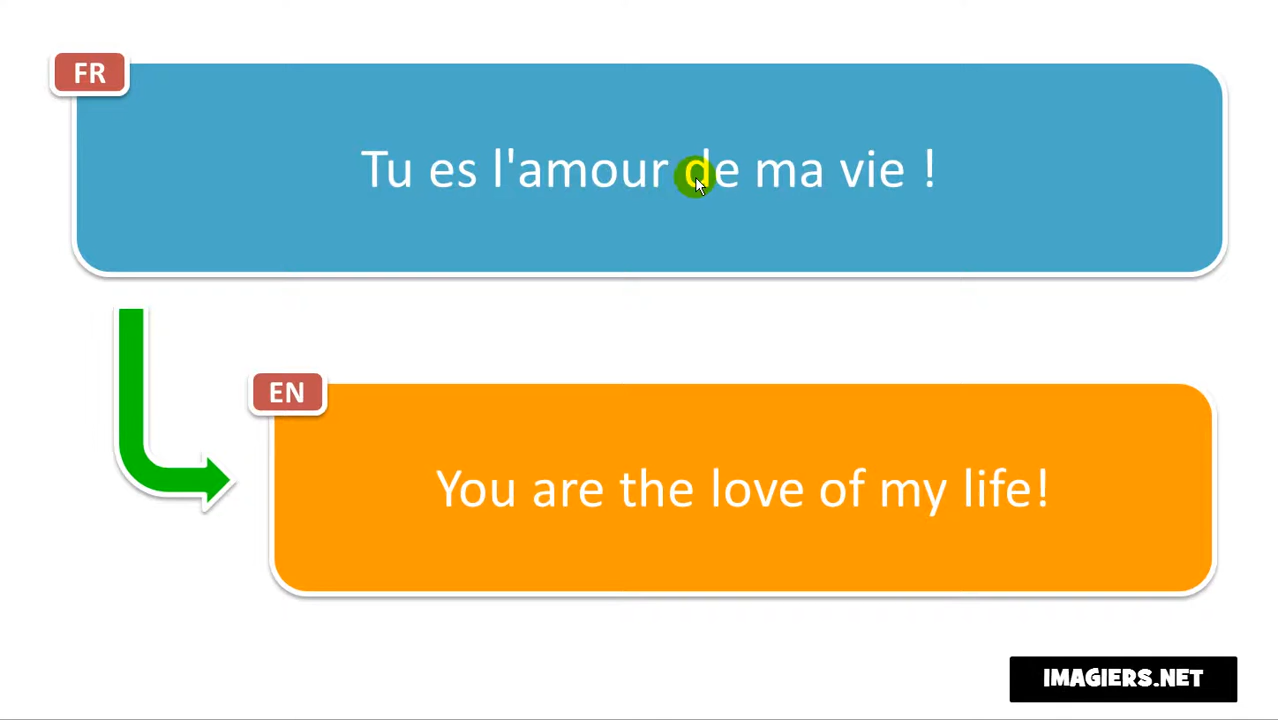 FR
Tu es l'amour de ma vie !
EN
You are the love of my life!
IMAGIERS.NET